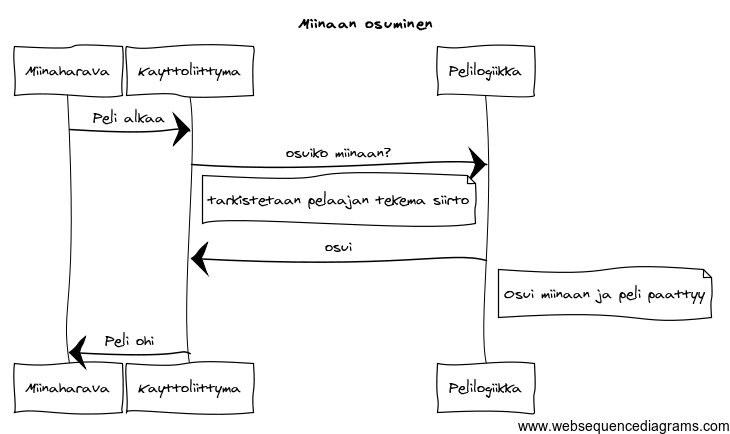 Miinaan osuminen
Miinaharava
Kayttoliittyma
Pelilogiikka
Peli alkaa
osuiko miinaan?
tarkistetaan pelaajan tekema siirto
osui
Osui miinaan ja peli paattyy
Peli ohi
Miinaharava
Kayttoliittyma
Pelilogiikka
www.websequencediagrams.com